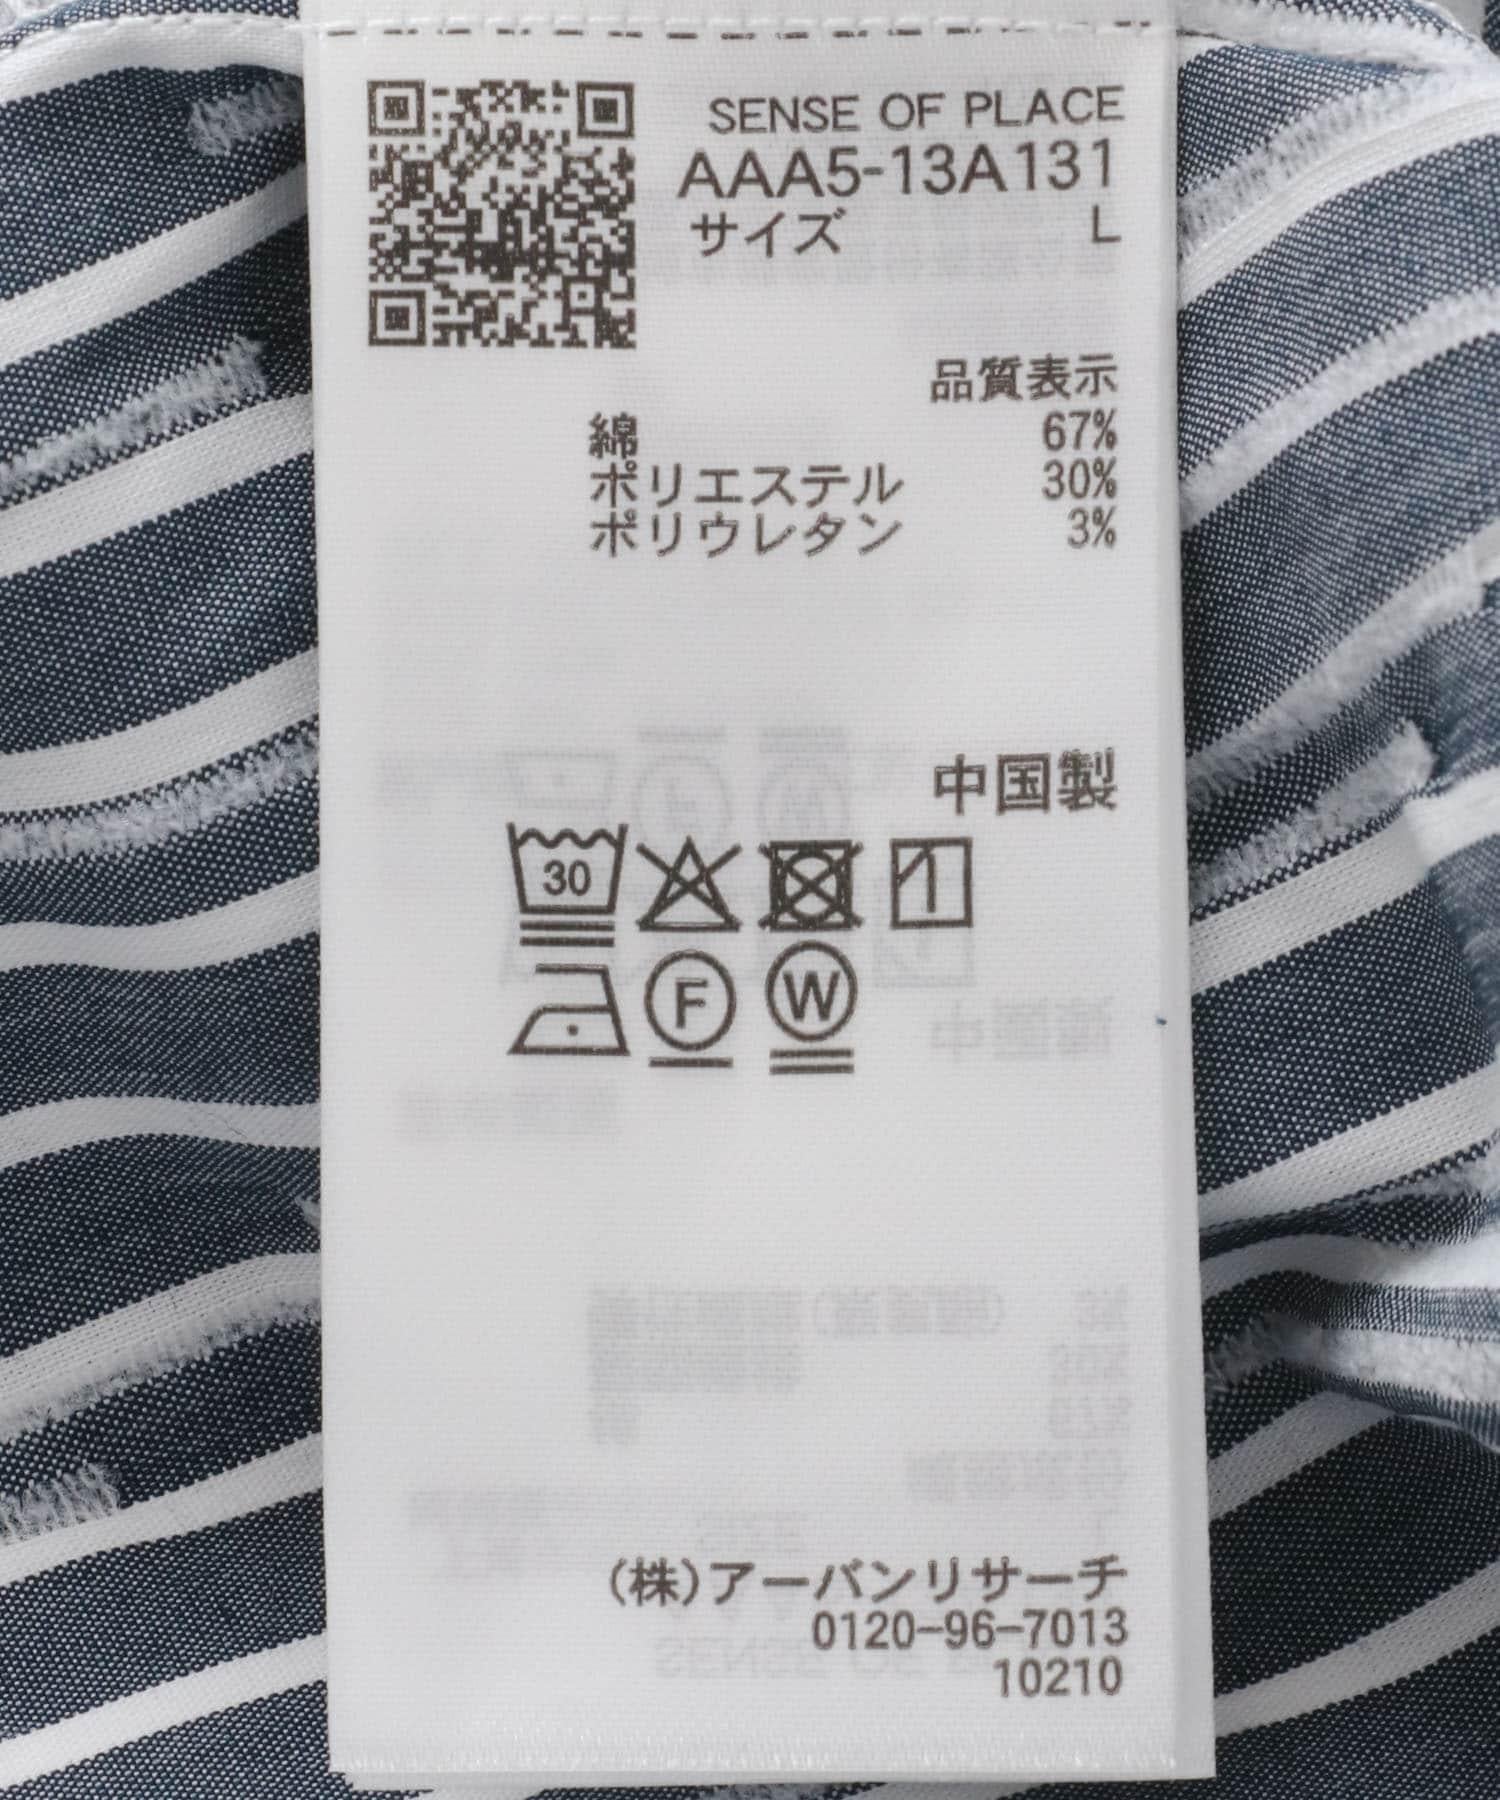 SENSE OF PLACE
AAA5-13A131
サイズ L
品質表示
綿 67%
ポリエステル 30%
ポリウレタン 3%
中国製
30
F W
(株)アーバンリサーチ
0120-96-7013
10210